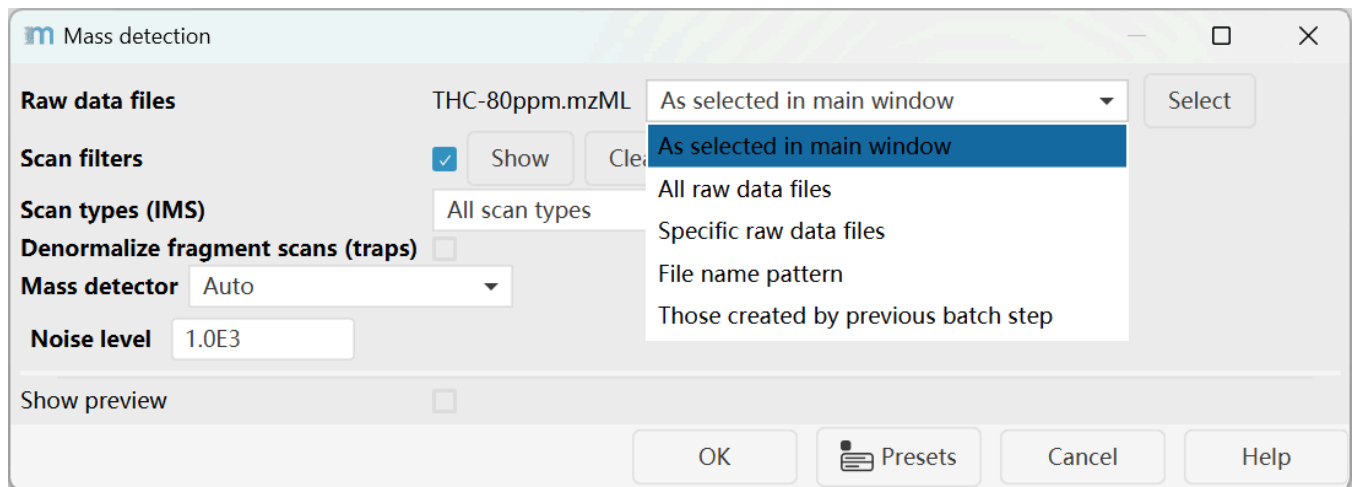 Mass detection
Raw data files THC-80ppm.mzML As selected in main window Select
As selected in main window
Scan filters Show Clea
All raw data files
Scan types (IMS) All scan types
Specific raw data files
Denormalize fragment scans (traps)
File name pattern
Mass detector Auto
Those created by previous batch step
Noise level 1.0E3
Show preview
OK Presets Cancel Help